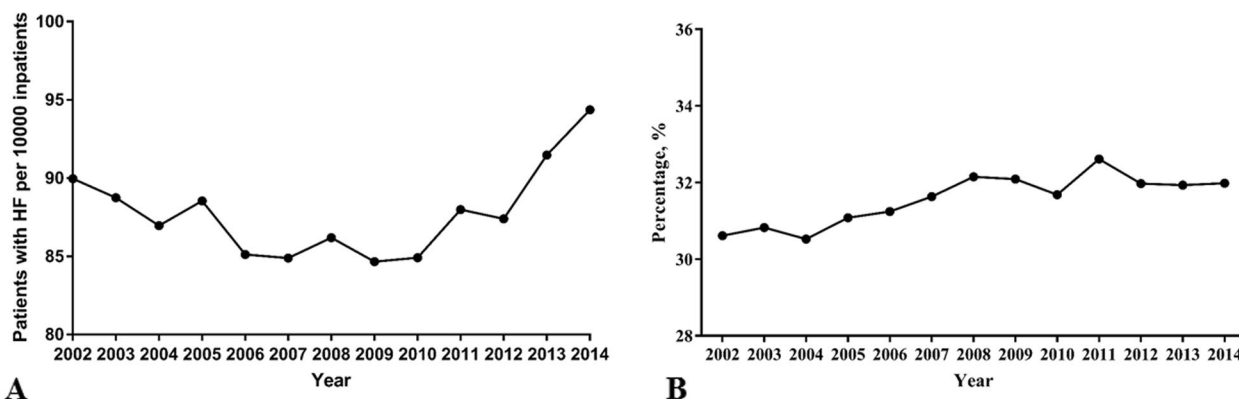 Patients with HF per 10000 inpatients
100
95
90
85
80
2002 2003 2004 2005 2006 2007 2008 2009 2010 2011 2012 2013 2014
Year
A
Percentage, %
36
34
32
30
28
2002 2003 2004 2005 2006 2007 2008 2009 2010 2011 2012 2013 2014
Year
B